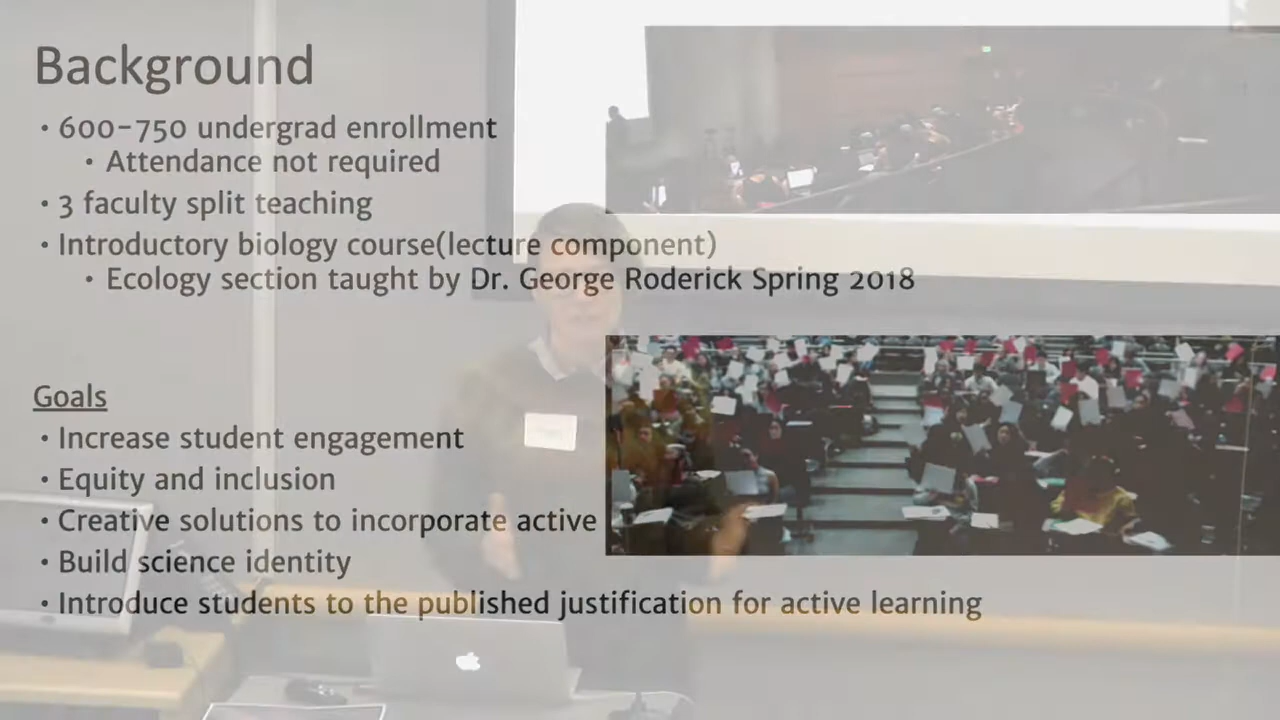 Background
• 600-750 undergrad enrollment
• Attendance not required
• 3 faculty split teaching
• Introductory biology course(lecture component)
• Ecology section taught by Dr. George Roderick Spring 2018
Goals
• Increase student engagement
• Equity and inclusion
• Creative solutions to incorporate active
• Build science identity
• Introduce students to the published justification for active learning